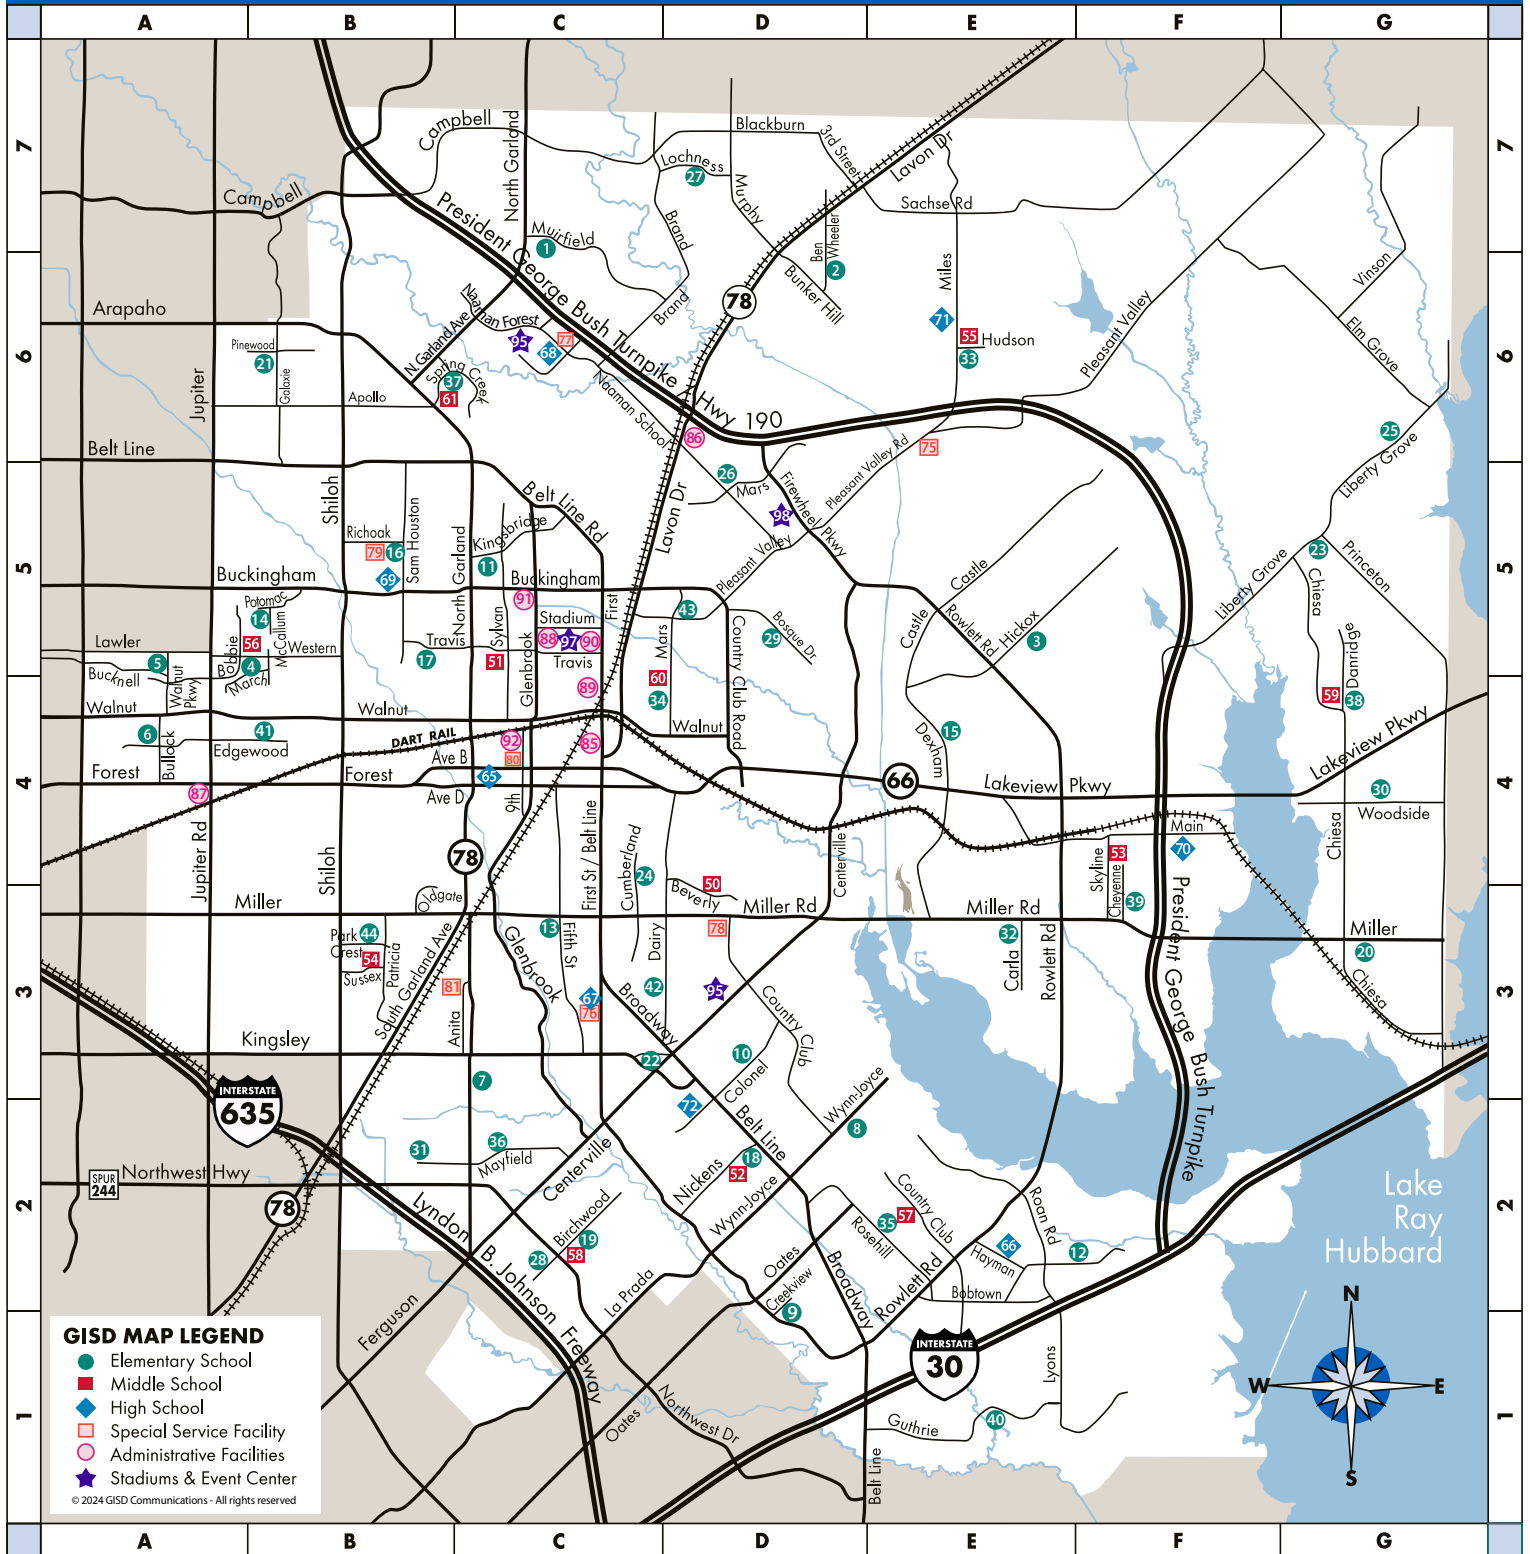 A B C D E F G
7
Campbell
North Garland
Blackburn
3rd Street
Lavon Dr
Lochness
27
Murphy
Campbell
Sachse Rd
President George Bush Turnpike Hwy 190
Muirfield
1
Brand
Ben Wheeler
2
Bunker Hill
Miles
Vinson
78
Arapaho
Naaman Forest
Brand
N. Garland Ave
95
77
68
71
55
Hudson
33
Pleasant Valley
Elm Grove
6
Pinewood
21
Galaxie
Jupiter
Apollo
Spring Creek
37
61
Naaman School
86
75
25
Liberty Grove
Belt Line
Shiloh
Belt Line Rd
Lavon Dr
26
Mars
Firewheel Pkwy
98
Pleasant Valley Rd
Richoak
79
16
Sam Houston
69
North Garland
Kingsbridge
11
Pleasant Valley
Castle
23
Princeton
5
Buckingham
Buckingham
91
First
Liberty Grove
Chiesa
Potomac
14
McCallum
43
Stadium
88
97
90
Travis
Sylvan
Glenbrook
Mars
Country Club Road
29
Bosque Dr
Castle
Rowlett Rd
Hickox
3
Lawler
5
Bucknell
Walnut Pkwy
Bobbie
56
4
March
Western
Travis
17
51
89
60
34
Danridge
59
38
Walnut
Walnut
Walnut
6
Bullock
41
Edgewood
DART RAIL
Ave B
92
80
85
15
Dexham
Lakeview Pkwy
Forest
Forest
65
66
Lakeview Pkwy
30
Woodside
4
87
Ave D
9th
Jupiter Rd
Shiloh
78
First St / Belt Line
Cumberland
24
Centerville
Main
70
Skyline
53
Cheyenne
39
Chiesa
Oldgate
Beverly
50
Miller
Miller Rd
Miller Rd
Miller
Park Crest
44
54
Sussex
Patricia
South Garland Ave
13
Fifth St
Glenbrook
Dairy
78
32
Carla
Rowlett Rd
President George Bush Turnpike
20
Chiesa
3
81
Anita
67
76
42
Broadway
95
Country Club
Kingsley
22
10
Colonel
INTERSTATE
635
7
72
Belt Line
Wynn-Joyce
8
31
36
Mayfield
Centerville
18
52
Nickens
Wynn-Joyce
SPUR
244
Northwest Hwy
78
2
Lyndon B. Johnson Freeway
Birchwood
19
28
58
Country Club
57
35
Rosehill
Roan Rd
66
Hayman
12
Lake
Ray
Hubbard
La Prada
Oates
Broadway
Rowlett Rd
Bobtown
Creekview
9
Ferguson
INTERSTATE
30
Lyons
N
W E
S
Oates
Northwest Dr
Guthrie
40
Belt Line
1
GISD MAP LEGEND
Elementary School
Middle School
High School
Special Service Facility
Administrative Facilities
Stadiums & Event Center
© 2024 GISD Communications - All rights reserved
A B C D E F G
7
6
5
4
3
2
1